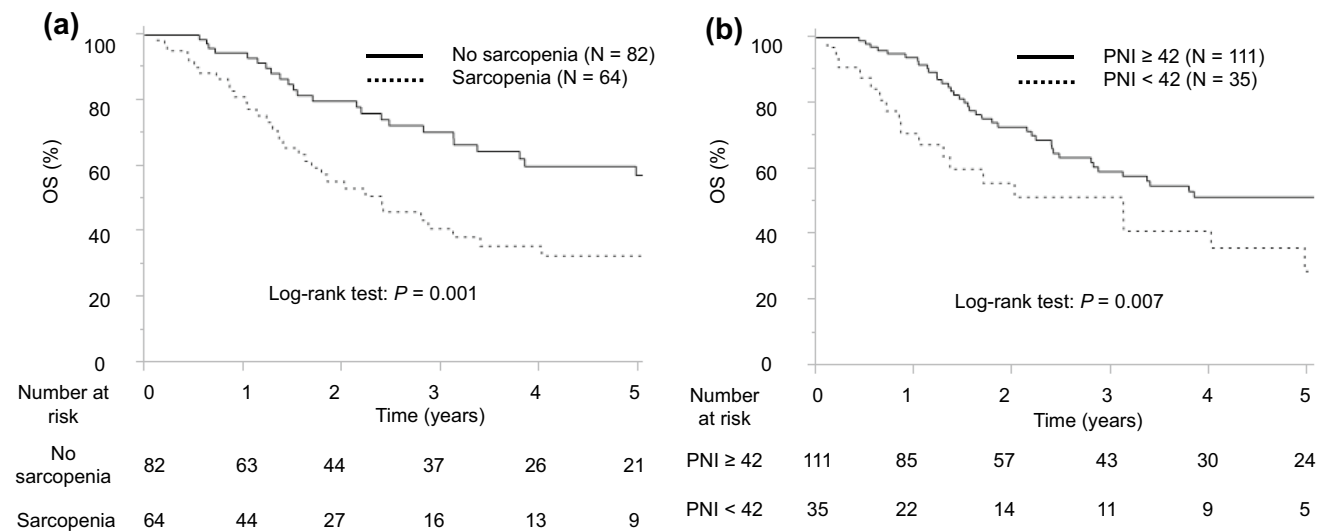 (a)
100
80
60
40
20
0
OS (%)
No sarcopenia (N = 82)
Sarcopenia (N = 64)
Log-rank test: P = 0.001
Number at
risk
0 1 2 3 4 5
Time (years)
No
sarcopenia
82 63 44 37 26 21
Sarcopenia 64 44 27 16 13 9
(b)
100
80
60
40
20
0
OS (%)
PNI ≥ 42 (N = 111)
PNI < 42 (N = 35)
Log-rank test: P = 0.007
Number
at risk
0 1 2 3 4 5
Time (years)
PNI ≥ 42 111 85 57 43 30 24
PNI < 42 35 22 14 11 9 5